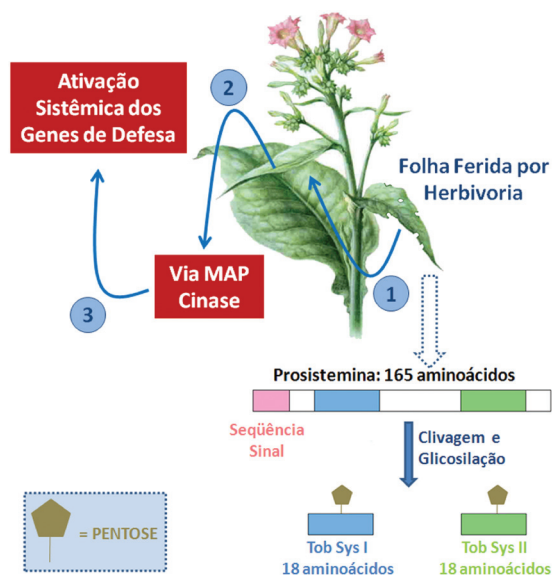 Ativação
Sistêmica dos
Genes de Defesa
2
Folha Ferida por
Herbivoria
Via MAP
Cinase
1
3
Prosistemina: 165 aminoácidos
Seqüência
Sinal
Clivagem e
Glicosilação
= PENTOSE
Tob Sys I
18 aminoácidos
Tob Sys II
18 aminoácidos